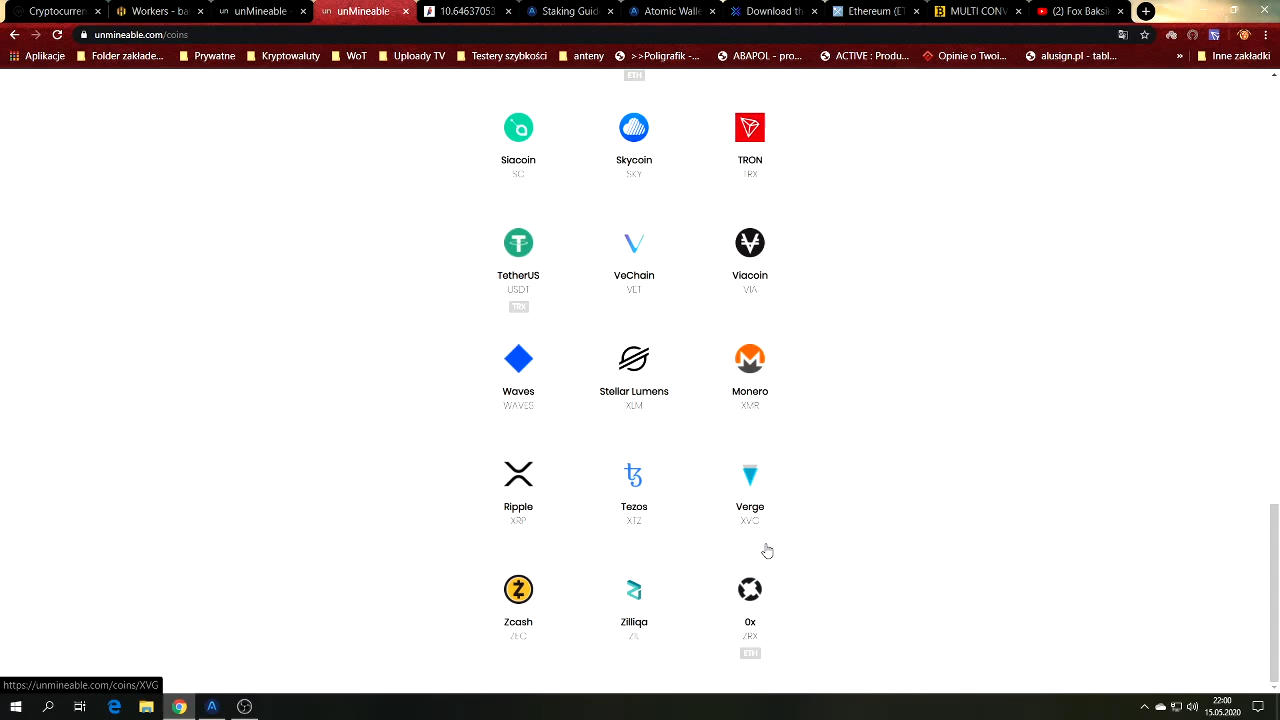 Cryptocurrenc
Workers - ba
unMineable
unMineable
10.64637053
Staking Guid
Atomic Walle
Download th
Ethereum (ET
MULTI CONV
(2) Fox Baksi
unmineable.com/coins
Aplikacje
Folder zakładke...
Prywatne
Kryptowaluty
WoT
Uploady TV
Testery szybkości
anteny
>>Poligrafik -...
ABAPOL - pro...
ACTIVE : Produ...
Opinie o Twoi...
alusign.pl - tabl...
»
Inne zakładki
ETH
Siacoin
Skycoin
TRON
SC
SKY
TRX
TetherUS
VeChain
Viacoin
USDT
VET
VIA
TRX
Waves
Stellar Lumens
Monero
WAVES
XLM
XMR
Ripple
Tezos
Verge
XRP
XTZ
XVG
Zcash
Zilliqa
0x
ZEC
ZIL
ZRX
ETH
https://unmineable.com/coins/XVG
22:00
15.05.2020